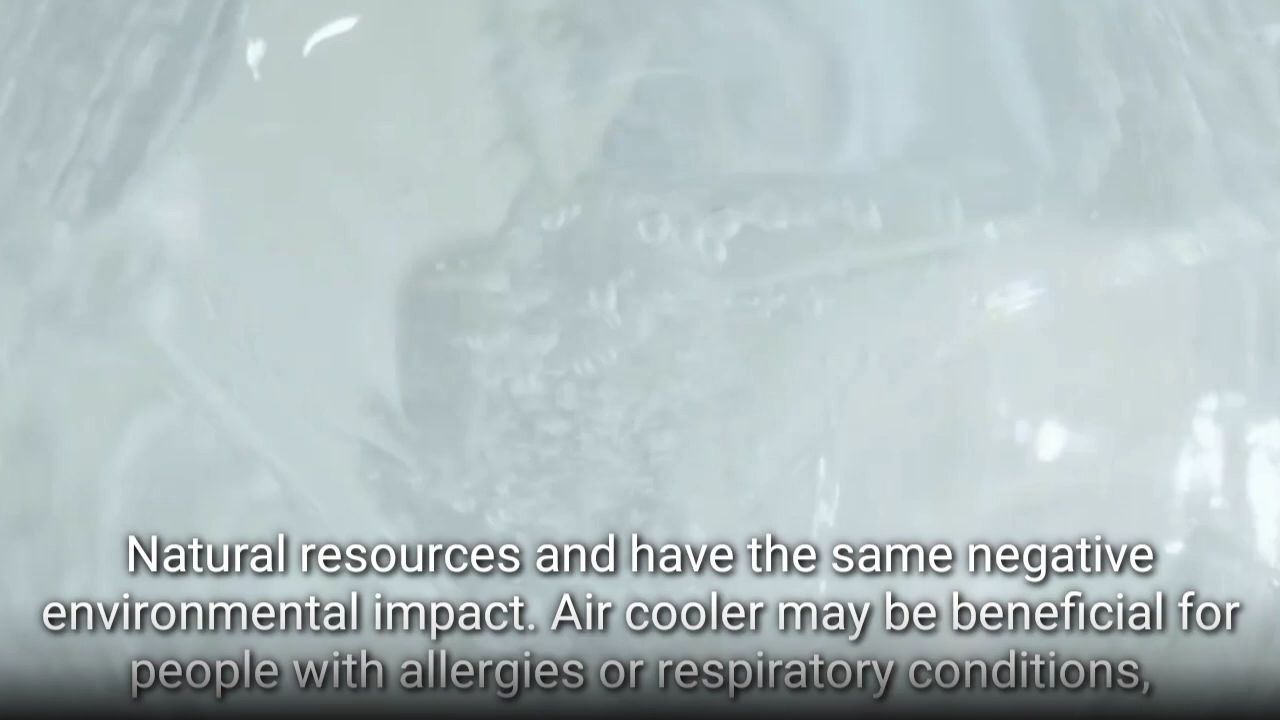 Natural resources and have the same negative
environmental impact. Air cooler may be beneficial for
people with allergies or respiratory conditions,